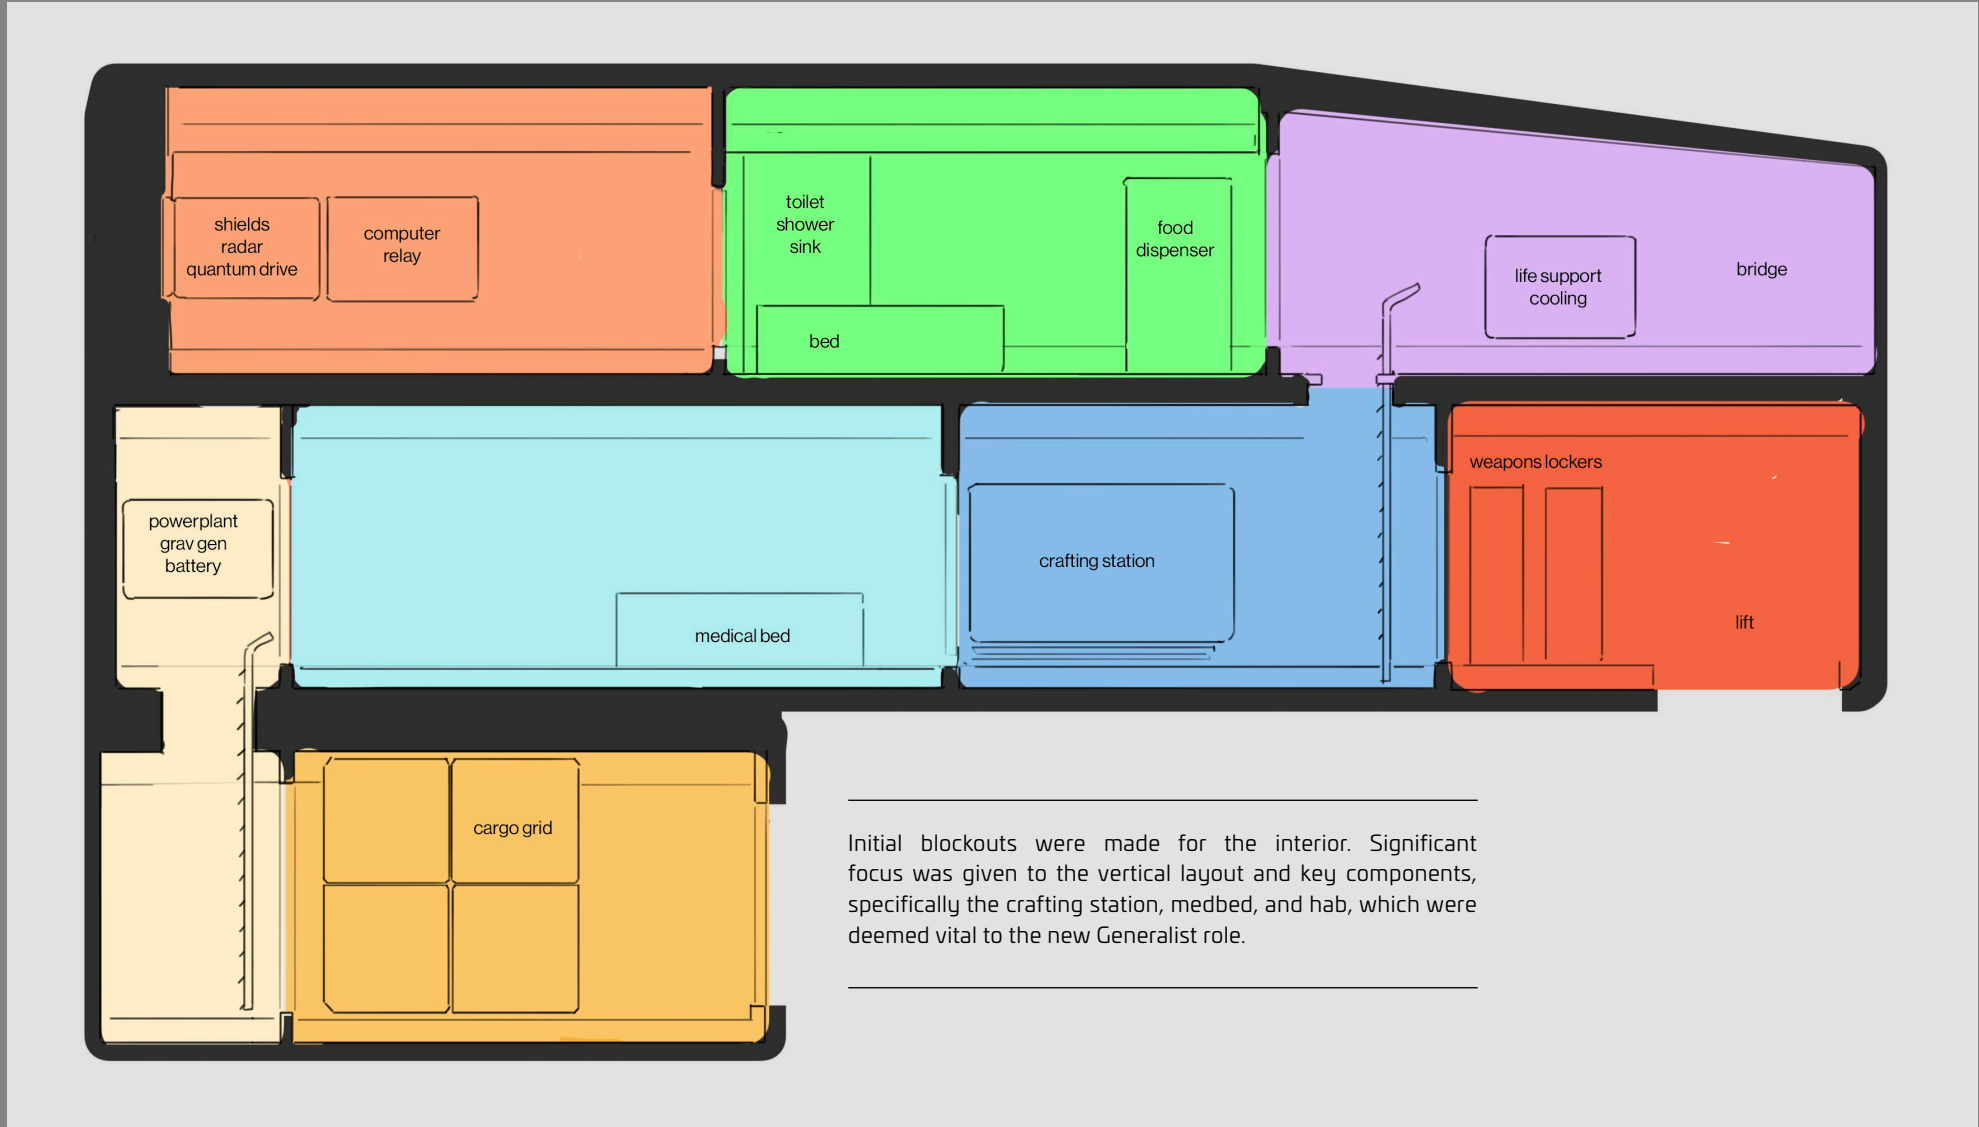 shields
radar
quantum drive
computer
relay
toilet
shower
sink
bed
food
dispenser
life support
cooling
bridge
powerplant
grav gen
battery
medical bed
crafting station
weapons lockers
lift
cargo grid
Initial blockouts were made for the interior. Significant
focus was given to the vertical layout and key components,
specifically the crafting station, medbed, and hab, which were
deemed vital to the new Generalist role.